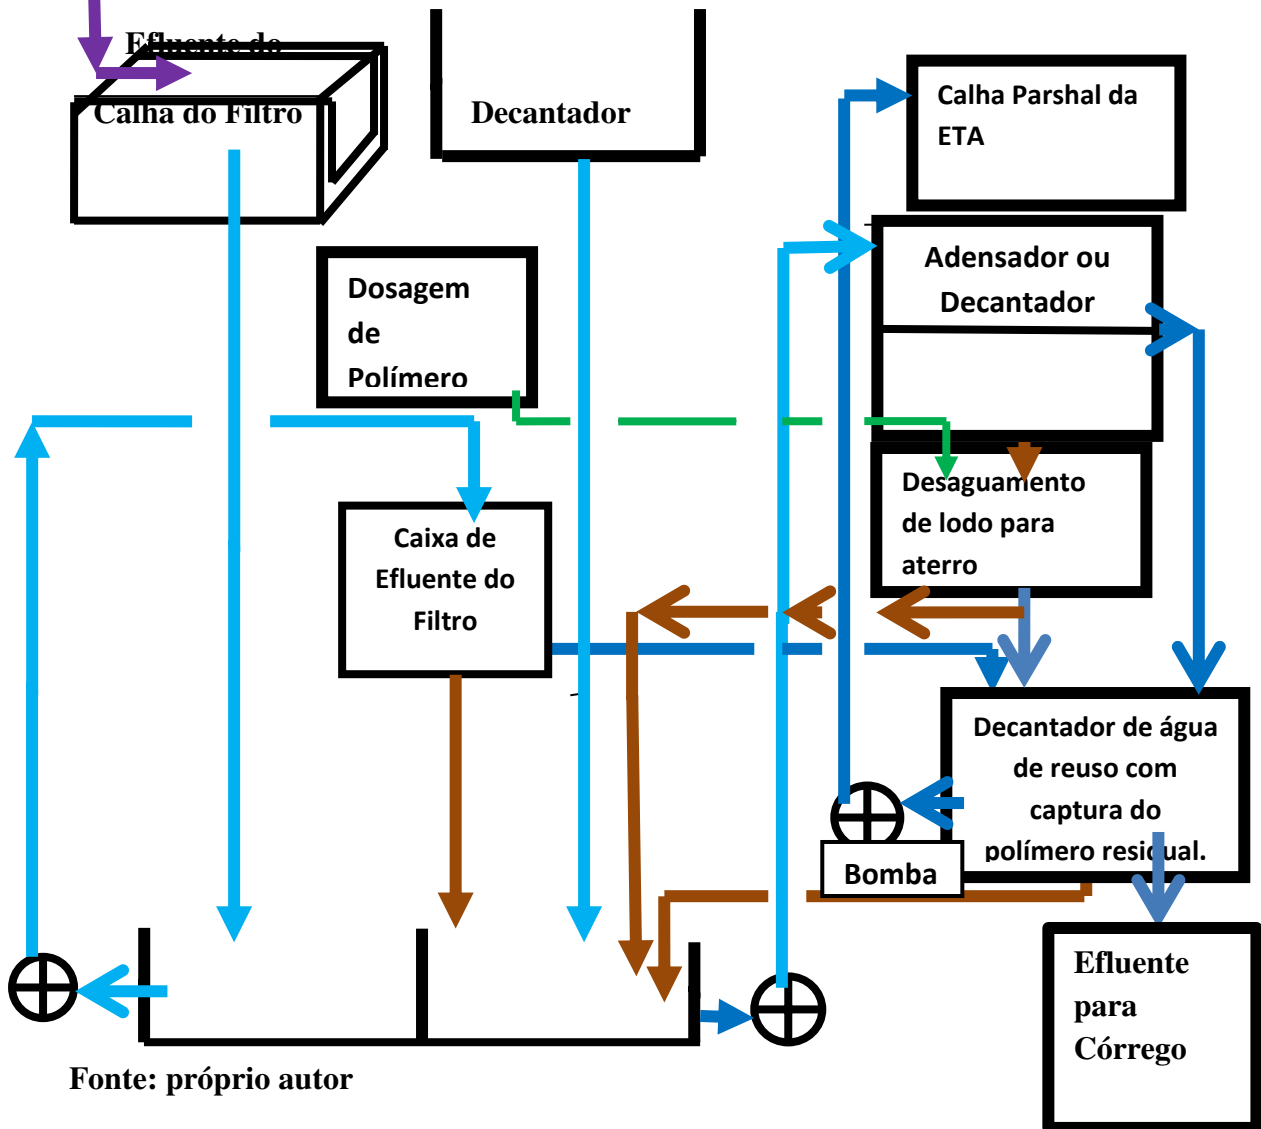 Efluente do
Calha do Filtro
Decantador
Calha Parshal da
ETA
Adensador ou
Decantador
Dosagem
de
Polímero
Desaguamento
de lodo para
aterro
Caixa de
Efluente do
Filtro
Decantador de água
de reuso com
captura do
polímero residual.
Bomba
Efluente
para
Córrego
Fonte: próprio autor